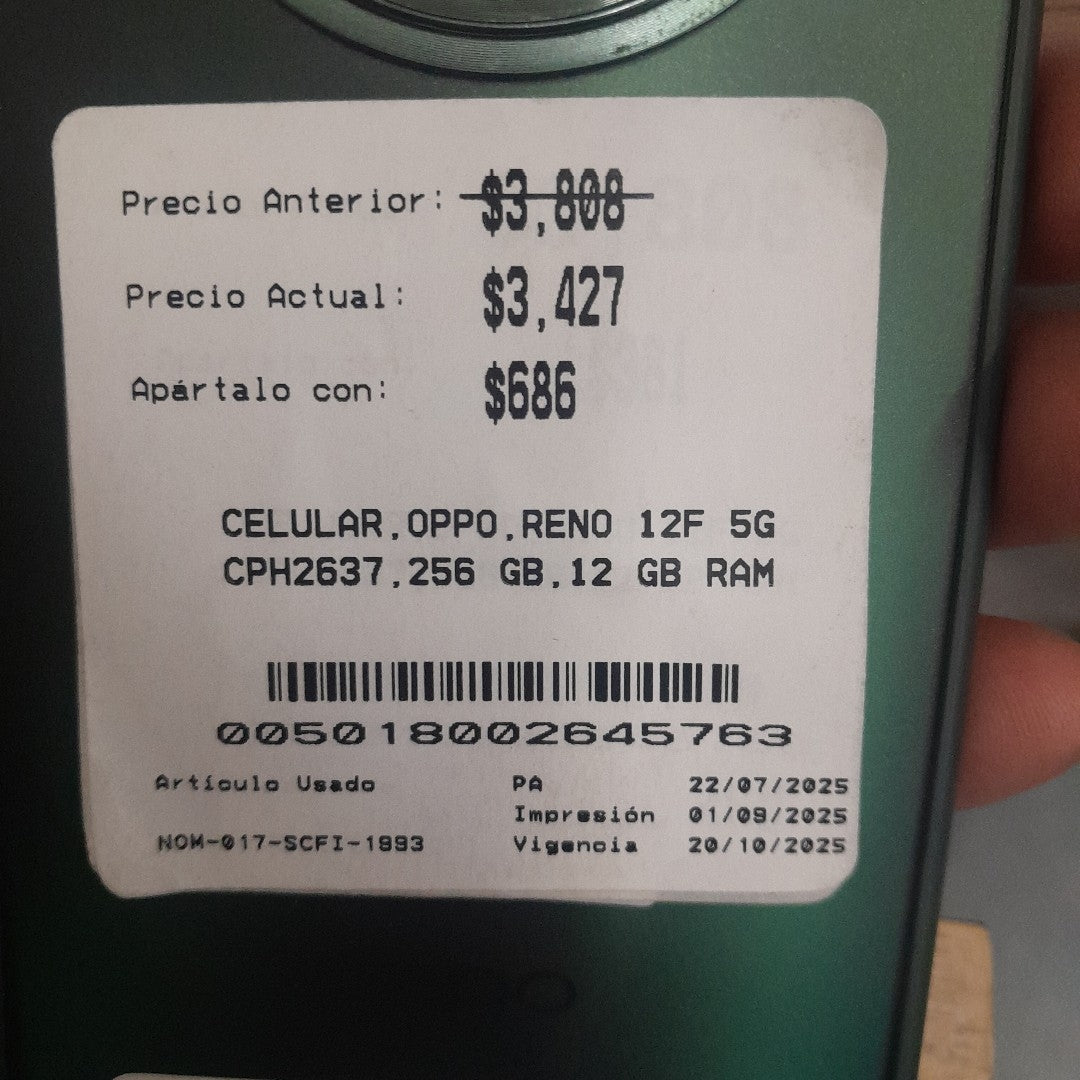 Precio Anterior: $3,808
Precio Actual: $3,427
Apártalo con: $686
CELULAR,OPPO,RENO 12F 5G
CPH2637,256 GB,12 GB RAM
0050180002645763
Artículo Usado PA 22/07/2025
Impresión 01/09/2025
NOM-017-SCFI-1993 Vigencia 20/10/2025